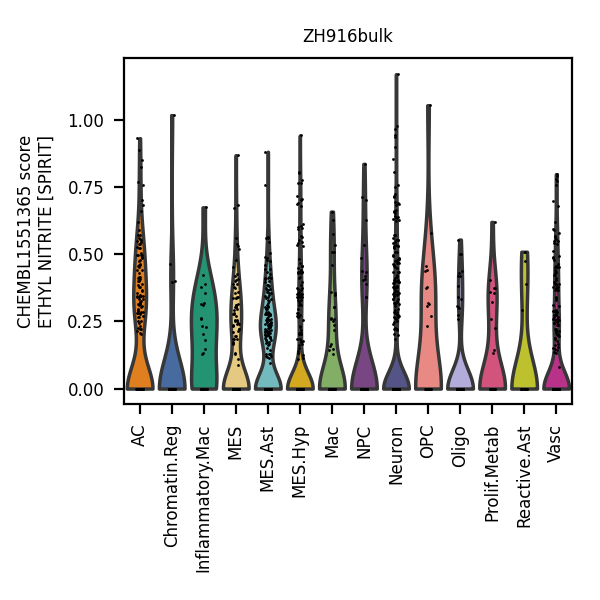 ZH916bulk
CHEMBL1551365 score
ETHYL NITRITE [SPIRIT]
1.00
0.75
0.50
0.25
0.00
AC
Chromatin.Reg
Inflammatory.Mac
MES
MES.Ast
MES.Hyp
Mac
NPC
Neuron
OPC
Oligo
Prolif.Metab
Reactive.Ast
Vasc